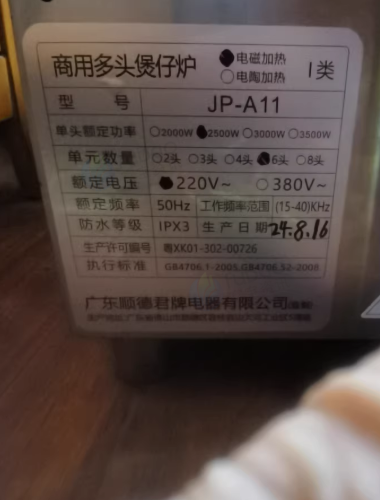 商用多头煲仔炉 ●电磁加热 ○电陶加热 I类
型 号 JP-A11
单头额定功率 ○2000W ●2500W ○3000W ○3500W
单元数量 ○2头 ○3头 ○4头 ●6头 ○8头
额定电压 ●220V~ ○380V~
额定频率 50Hz 工作频率范围 (15-40)KHz
防水等级 IPX3 生产日期 24.8.16
生产许可编号 粤XK01-302-00726
执行标准 GB4706.1-2005,GB4706.52-2008
广东顺德君牌电器有限公司